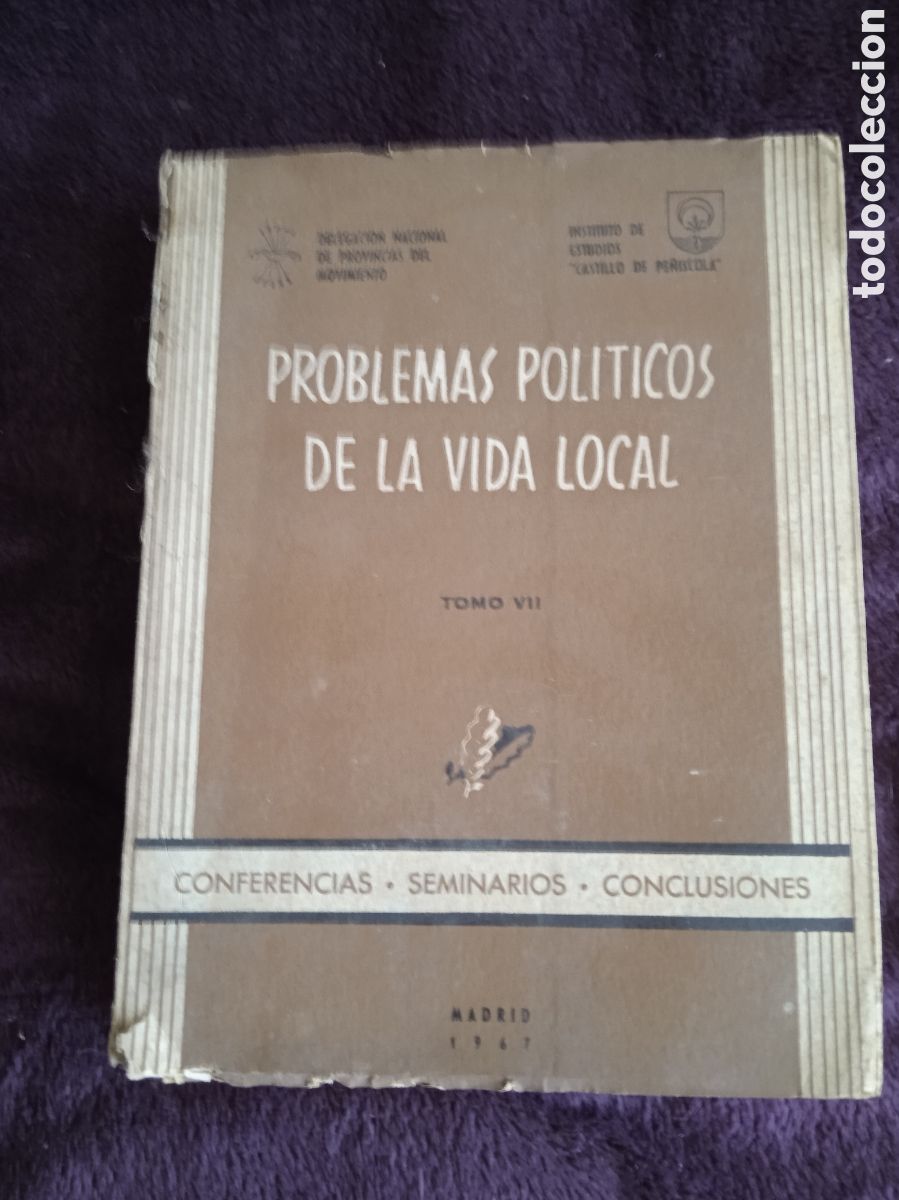 DELEGACION NACIONAL
DE PROVINCIAS DEL
MOVIMIENTO
INSTITUTO DE
ESTUDIOS
"CASTILLO DE PEÑISCOLA"
PROBLEMAS POLITICOS
DE LA VIDA LOCAL
TOMO VII
CONFERENCIAS • SEMINARIOS • CONCLUSIONES
MADRID
1967
todocoleccion